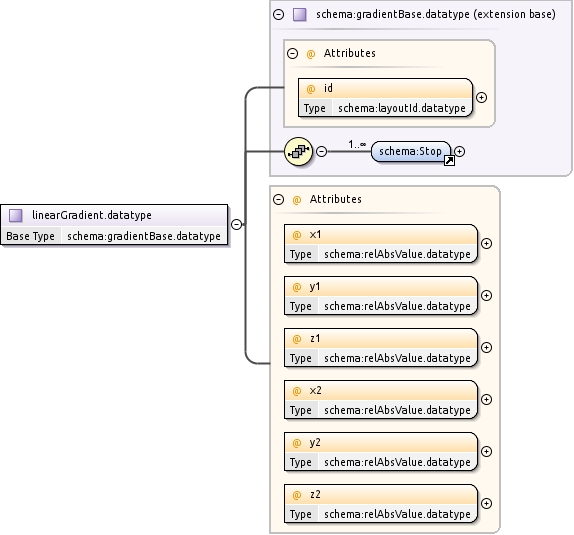 schema:gradientBase.datatype (extension base)
@ Attributes
@ id
Type schema:layoutId.datatype
1..∞
schema:Stop
linearGradient.datatype
Base Type schema:gradientBase.datatype
@ Attributes
@ x1
Type schema:relAbsValue.datatype
@ y1
Type schema:relAbsValue.datatype
@ z1
Type schema:relAbsValue.datatype
@ x2
Type schema:relAbsValue.datatype
@ y2
Type schema:relAbsValue.datatype
@ z2
Type schema:relAbsValue.datatype